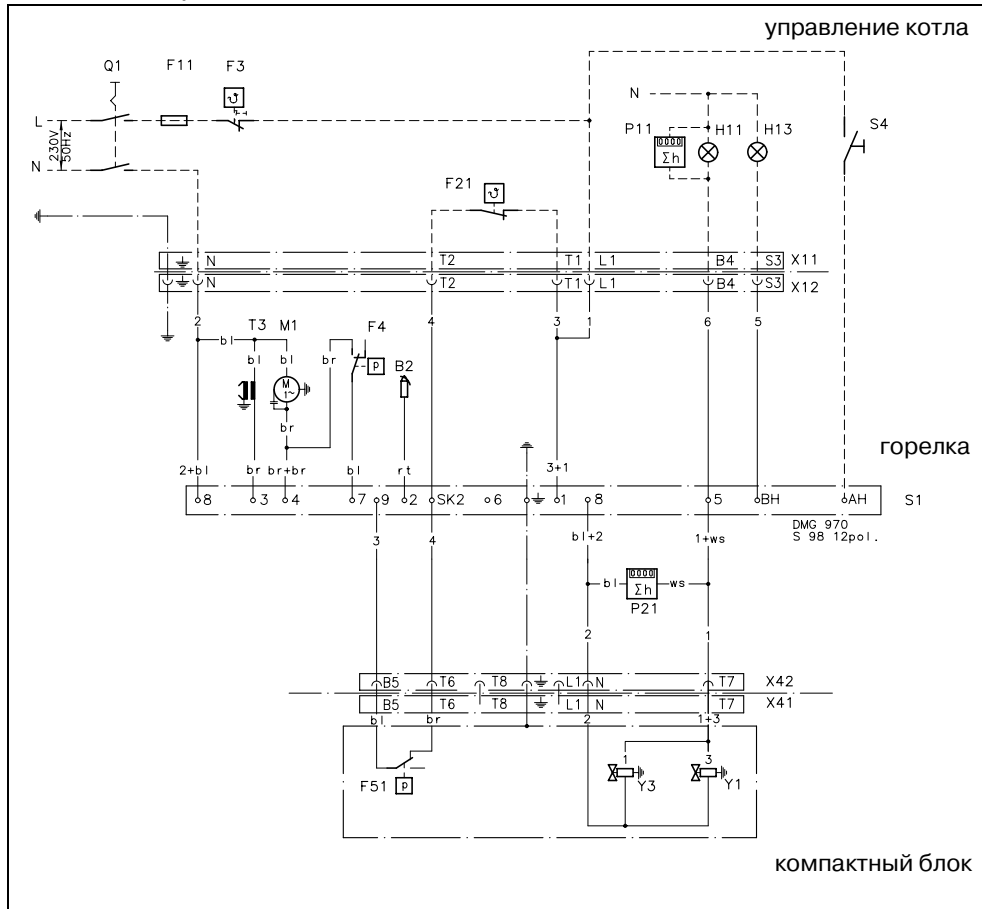 управление котла
Q1 F11 F3
N
P11 H11 H13 S4
L
230V
50Hz
N
0000
Σh
F21
N T2 T1 L1 B4 S3 X11
N T2 T1 L1 B4 S3 X12
2 4 3 1 6 5
T3 M1 F4
bl
bl bl br
P
B2
M
1~
br
горелка
2+bl br br+br bl rt 3+1
8 3 4 7 9 2 SK2 6 1 8 5 BH AH S1
DMG 970
S 98 12pol.
3 4 bl+2 1+ws
bl 0000 ws
Σh
P21
2 1
B5 T6 T8 L1 N T7 X42
B5 T6 T8 L1 N T7 X41
bl br 2 1+3
1 3
F51 P Y3 Y1
компактный блок